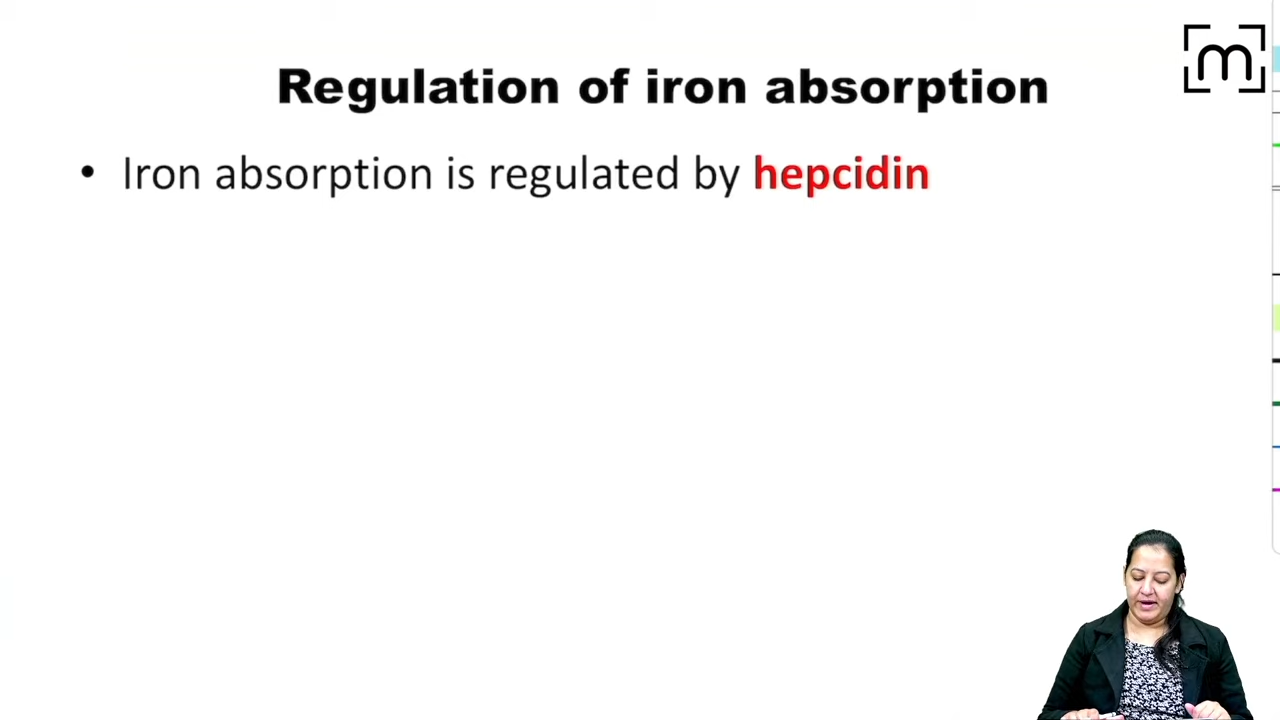 m
Regulation of iron absorption
• Iron absorption is regulated by hepcidin